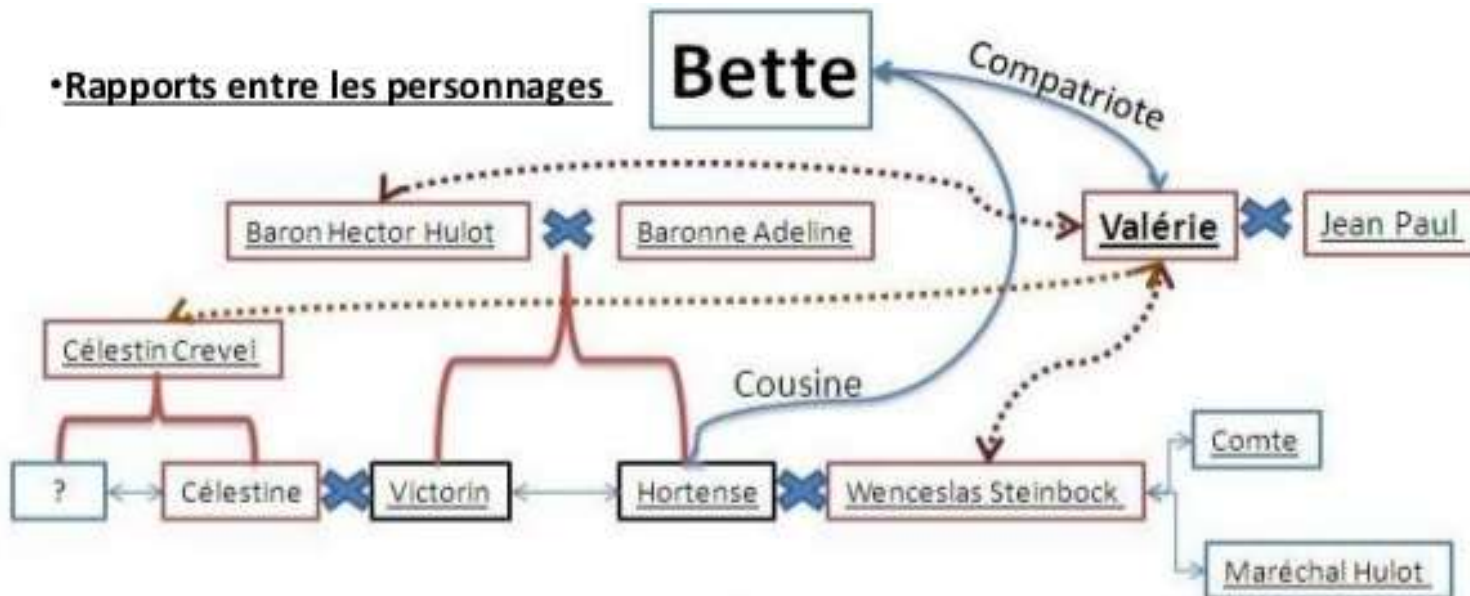 Bette
•Rapports entre les personnages
Compatriote
Baron Hector Hulot
Baronne Adeline
Valérie
Jean Paul
Célestin Crevel
Cousine
Comte
?
Célestine
Victorin
Hortense
Wenceslas Steinbock
Maréchal Hulot